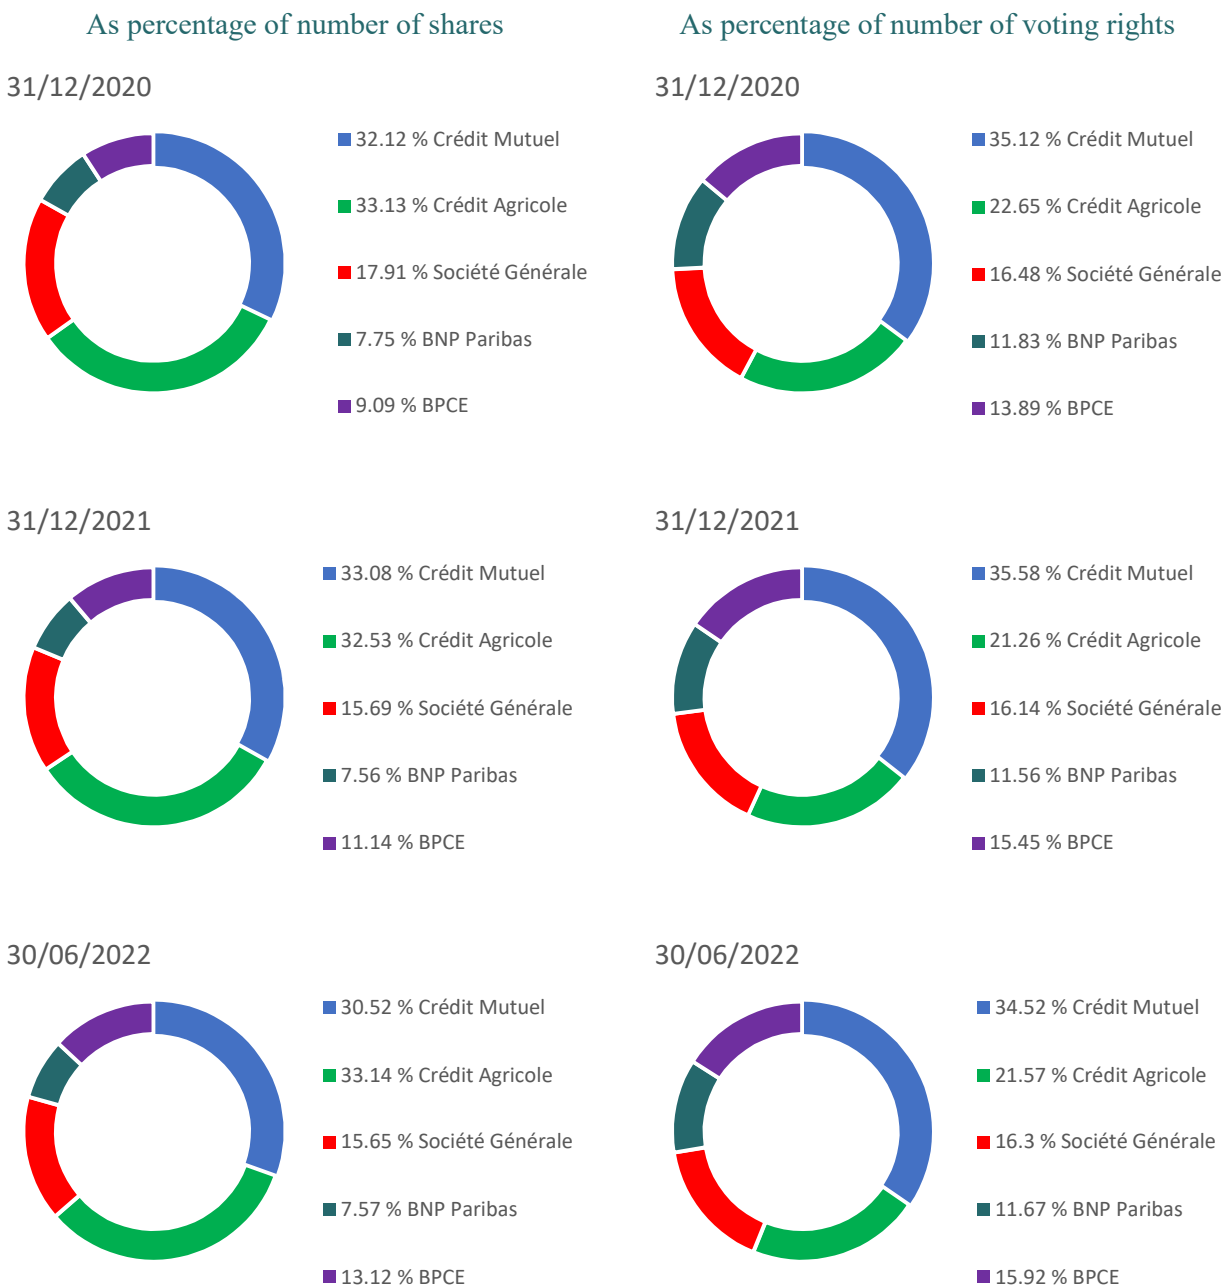 As percentage of number of shares
As percentage of number of voting rights
31/12/2020
32.12 % Crédit Mutuel
33.13 % Crédit Agricole
17.91 % Société Générale
7.75 % BNP Paribas
9.09 % BPCE
31/12/2020
35.12 % Crédit Mutuel
22.65 % Crédit Agricole
16.48 % Société Générale
11.83 % BNP Paribas
13.89 % BPCE
31/12/2021
33.08 % Crédit Mutuel
32.53 % Crédit Agricole
15.69 % Société Générale
7.56 % BNP Paribas
11.14 % BPCE
31/12/2021
35.58 % Crédit Mutuel
21.26 % Crédit Agricole
16.14 % Société Générale
11.56 % BNP Paribas
15.45 % BPCE
30/06/2022
30.52 % Crédit Mutuel
33.14 % Crédit Agricole
15.65 % Société Générale
7.57 % BNP Paribas
13.12 % BPCE
30/06/2022
34.52 % Crédit Mutuel
21.57 % Crédit Agricole
16.3 % Société Générale
11.67 % BNP Paribas
15.92 % BPCE